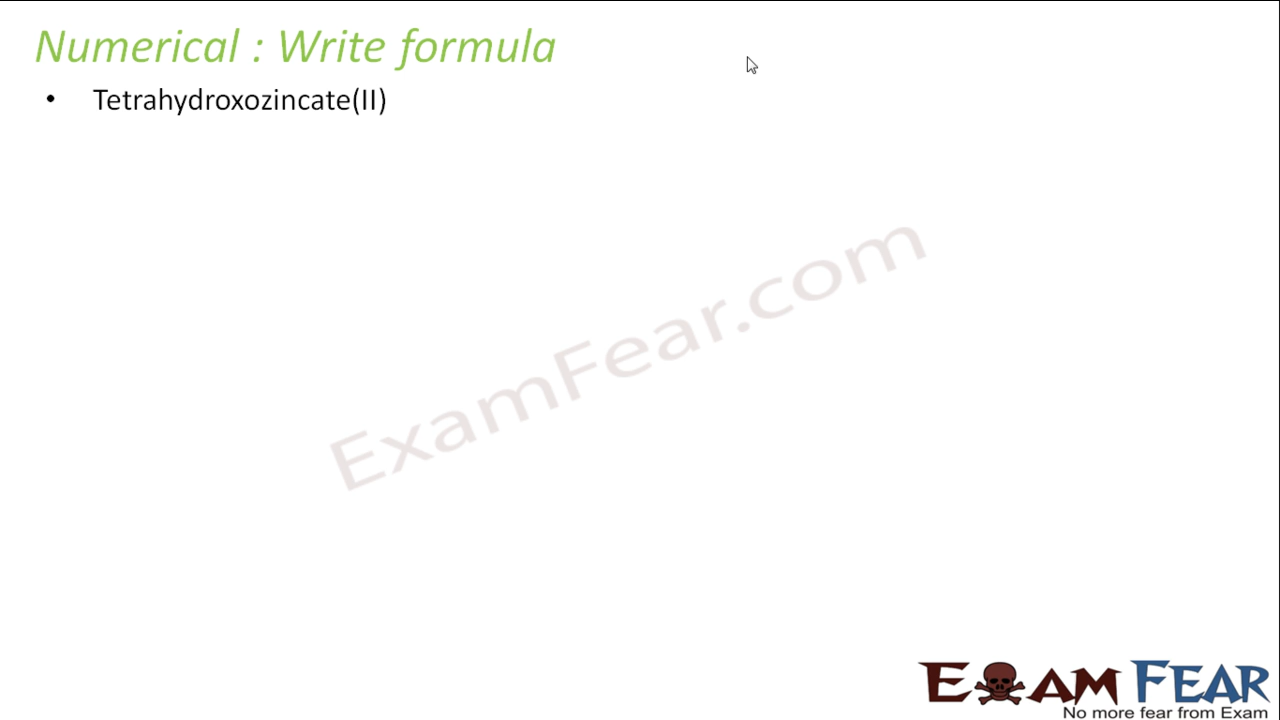 Numerical : Write formula
• Tetrahydroxozincate(II)
ExamFear.com
EXAM FEAR
No more fear from Exam